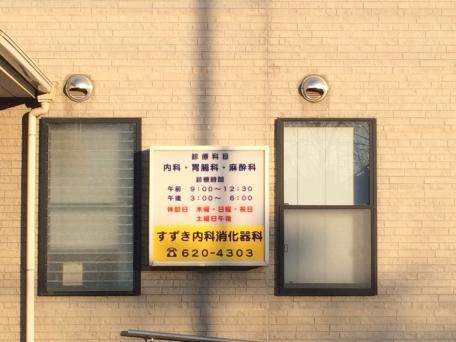 診療科目
内科・胃腸科・麻酔科
診療時間
午前 9:00〜12:30
午後 3:00〜 6:00
休診日 木曜・日曜・祝日
土曜日午後
すずき内科消化器科
☎620-4303